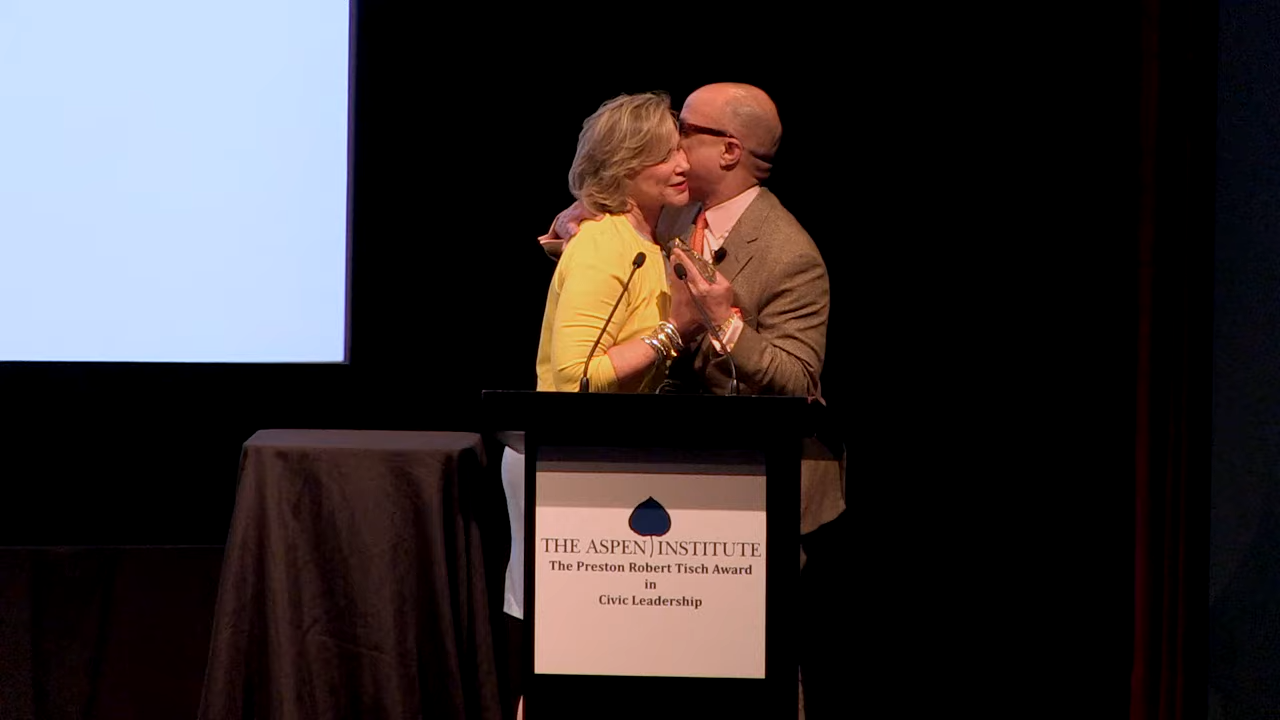 THE ASPEN INSTITUTE
The Preston Robert Tisch Award
in
Civic Leadership